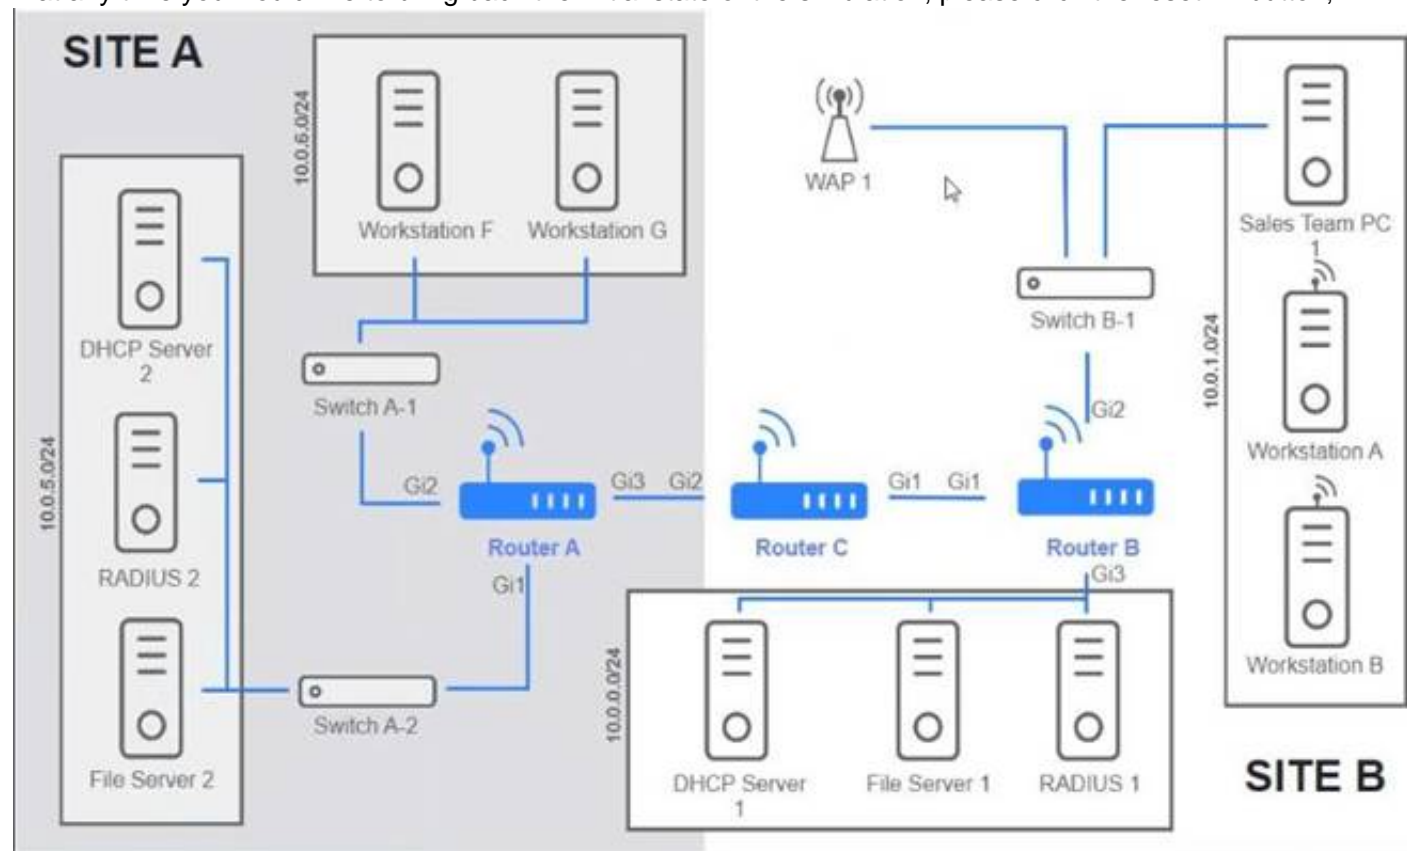 SITE A
10.0.6.0/24
Workstation F
Workstation G
WAP 1
Sales Team PC
1
DHCP Server
2
Switch A-1
Switch B-1
10.0.1.0/24
Gi2
Workstation A
10.0.5.0/24
Gi2
Gi3
Gi2
Gi1
Gi1
RADIUS 2
Router A
Router C
Router B
Gi1
Gi3
Workstation B
10.0.0.0/24
Switch A-2
File Server 2
DHCP Server
1
File Server 1
RADIUS 1
SITE B